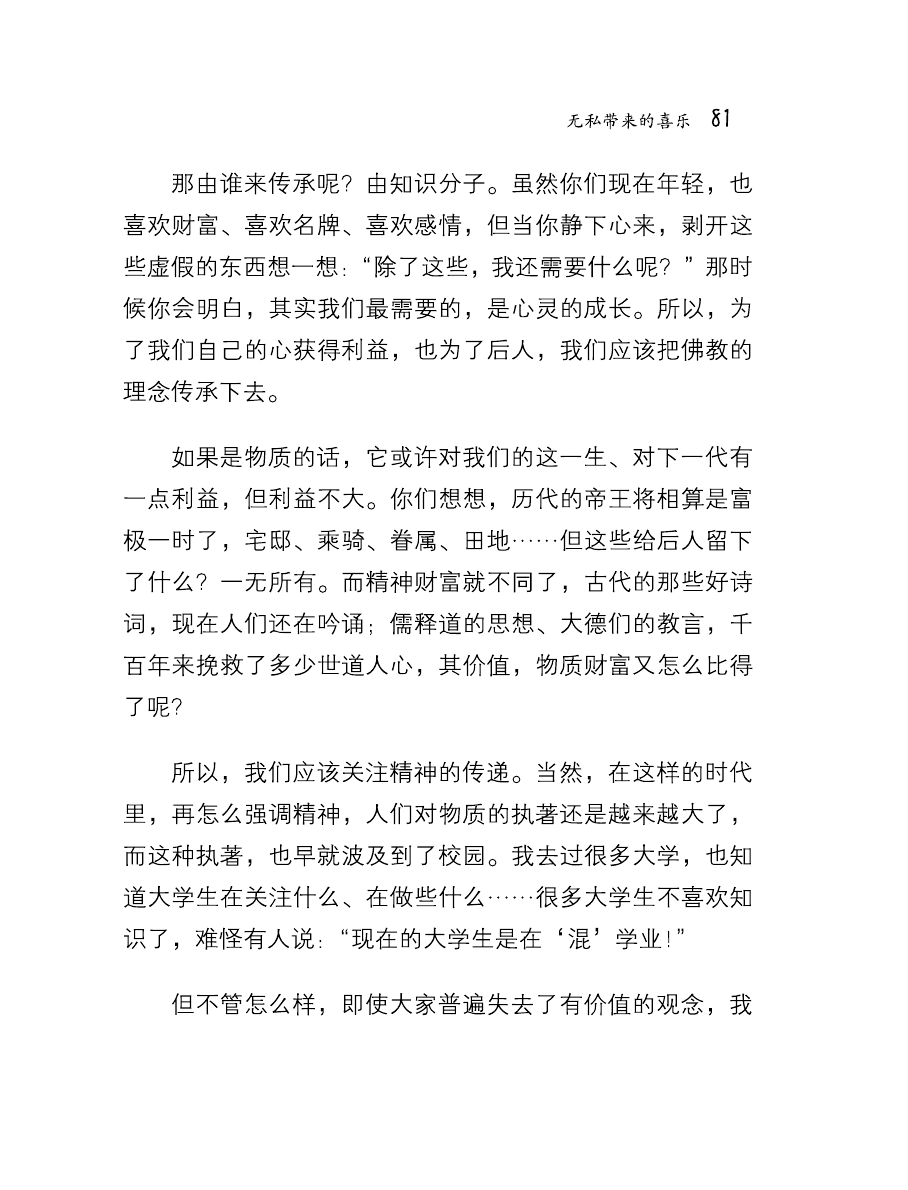 无私带来的喜乐 81
那由谁来传承呢？由知识分子。虽然你们现在年轻，也
喜欢财富、喜欢名牌、喜欢感情，但当你静下心来，剥开这
些虚假的东西想一想：“除了这些，我还需要什么呢？”那时
候你会明白，其实我们最需要的，是心灵的成长。所以，为
了我们自己的心获得利益，也为了后人，我们应该把佛教的
理念传承下去。
如果是物质的话，它或许对我们的这一生、对下一代有
一点利益，但利益不大。你们想想，历代的帝王将相算是富
极一时了，宅邸、乘骑、眷属、田地……但这些给后人留下
了什么？一无所有。而精神财富就不同了，古代的那些好诗
词，现在人们还在吟诵；儒释道的思想、大德们的教言，千
百年来挽救了多少世道人心，其价值，物质财富又怎么比得
了呢？
所以，我们应该关注精神的传递。当然，在这样的时代
里，再怎么强调精神，人们对物质的执著还是越来越大了，
而这种执著，也早就波及到了校园。我去过很多大学，也知
道大学生在关注什么、在做些什么……很多大学生不喜欢知
识了，难怪有人说：“现在的大学生是在‘混’学业！”
但不管怎么样，即使大家普遍失去了有价值的观念，我